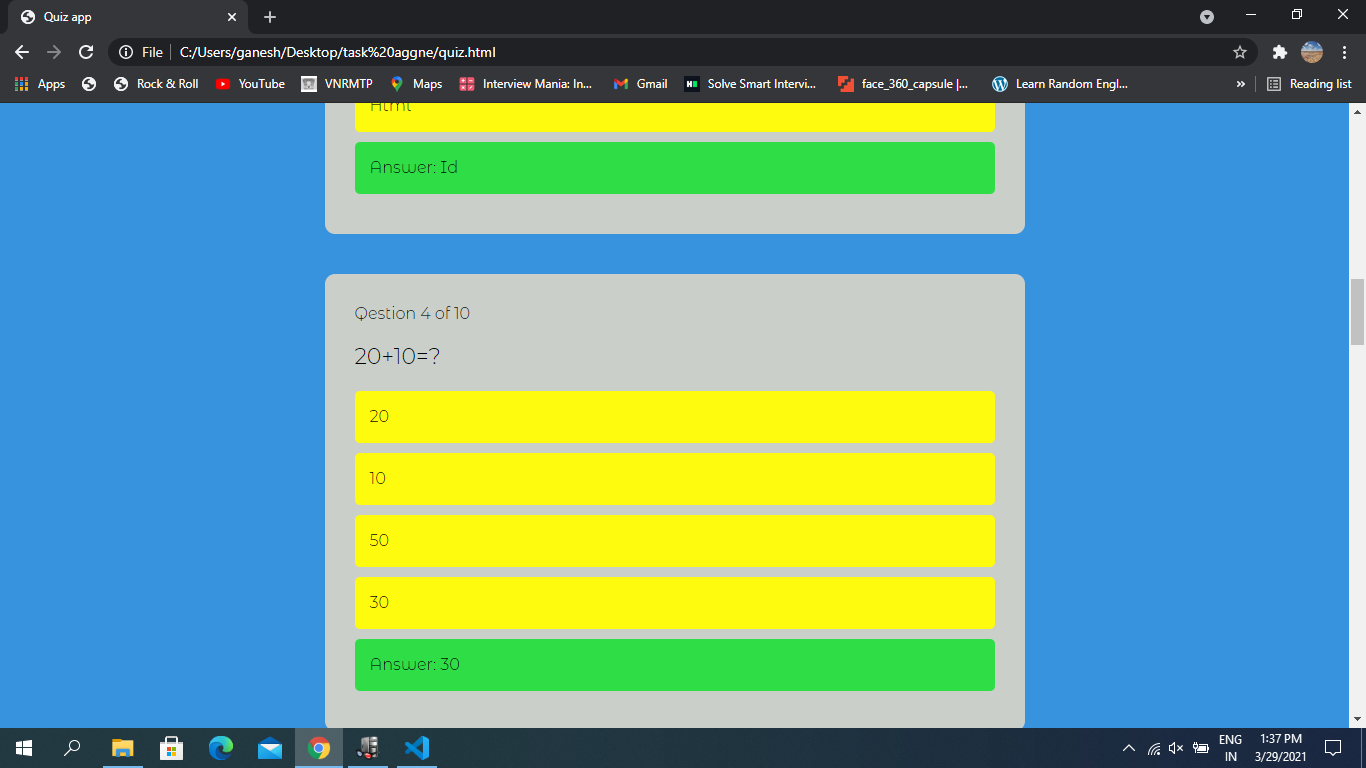 Quiz app
File C:/Users/ganesh/Desktop/task%20aggne/quiz.html
Apps Rock & Roll YouTube VNRMTP Maps Interview Mania: In... Gmail Solve Smart Intervi... face_360_capsule |... Learn Random Engl... » Reading list
Html
Answer: Id
Qestion 4 of 10
20+10=?
20
10
50
30
Answer: 30
ENG
IN
1:37 PM
3/29/2021